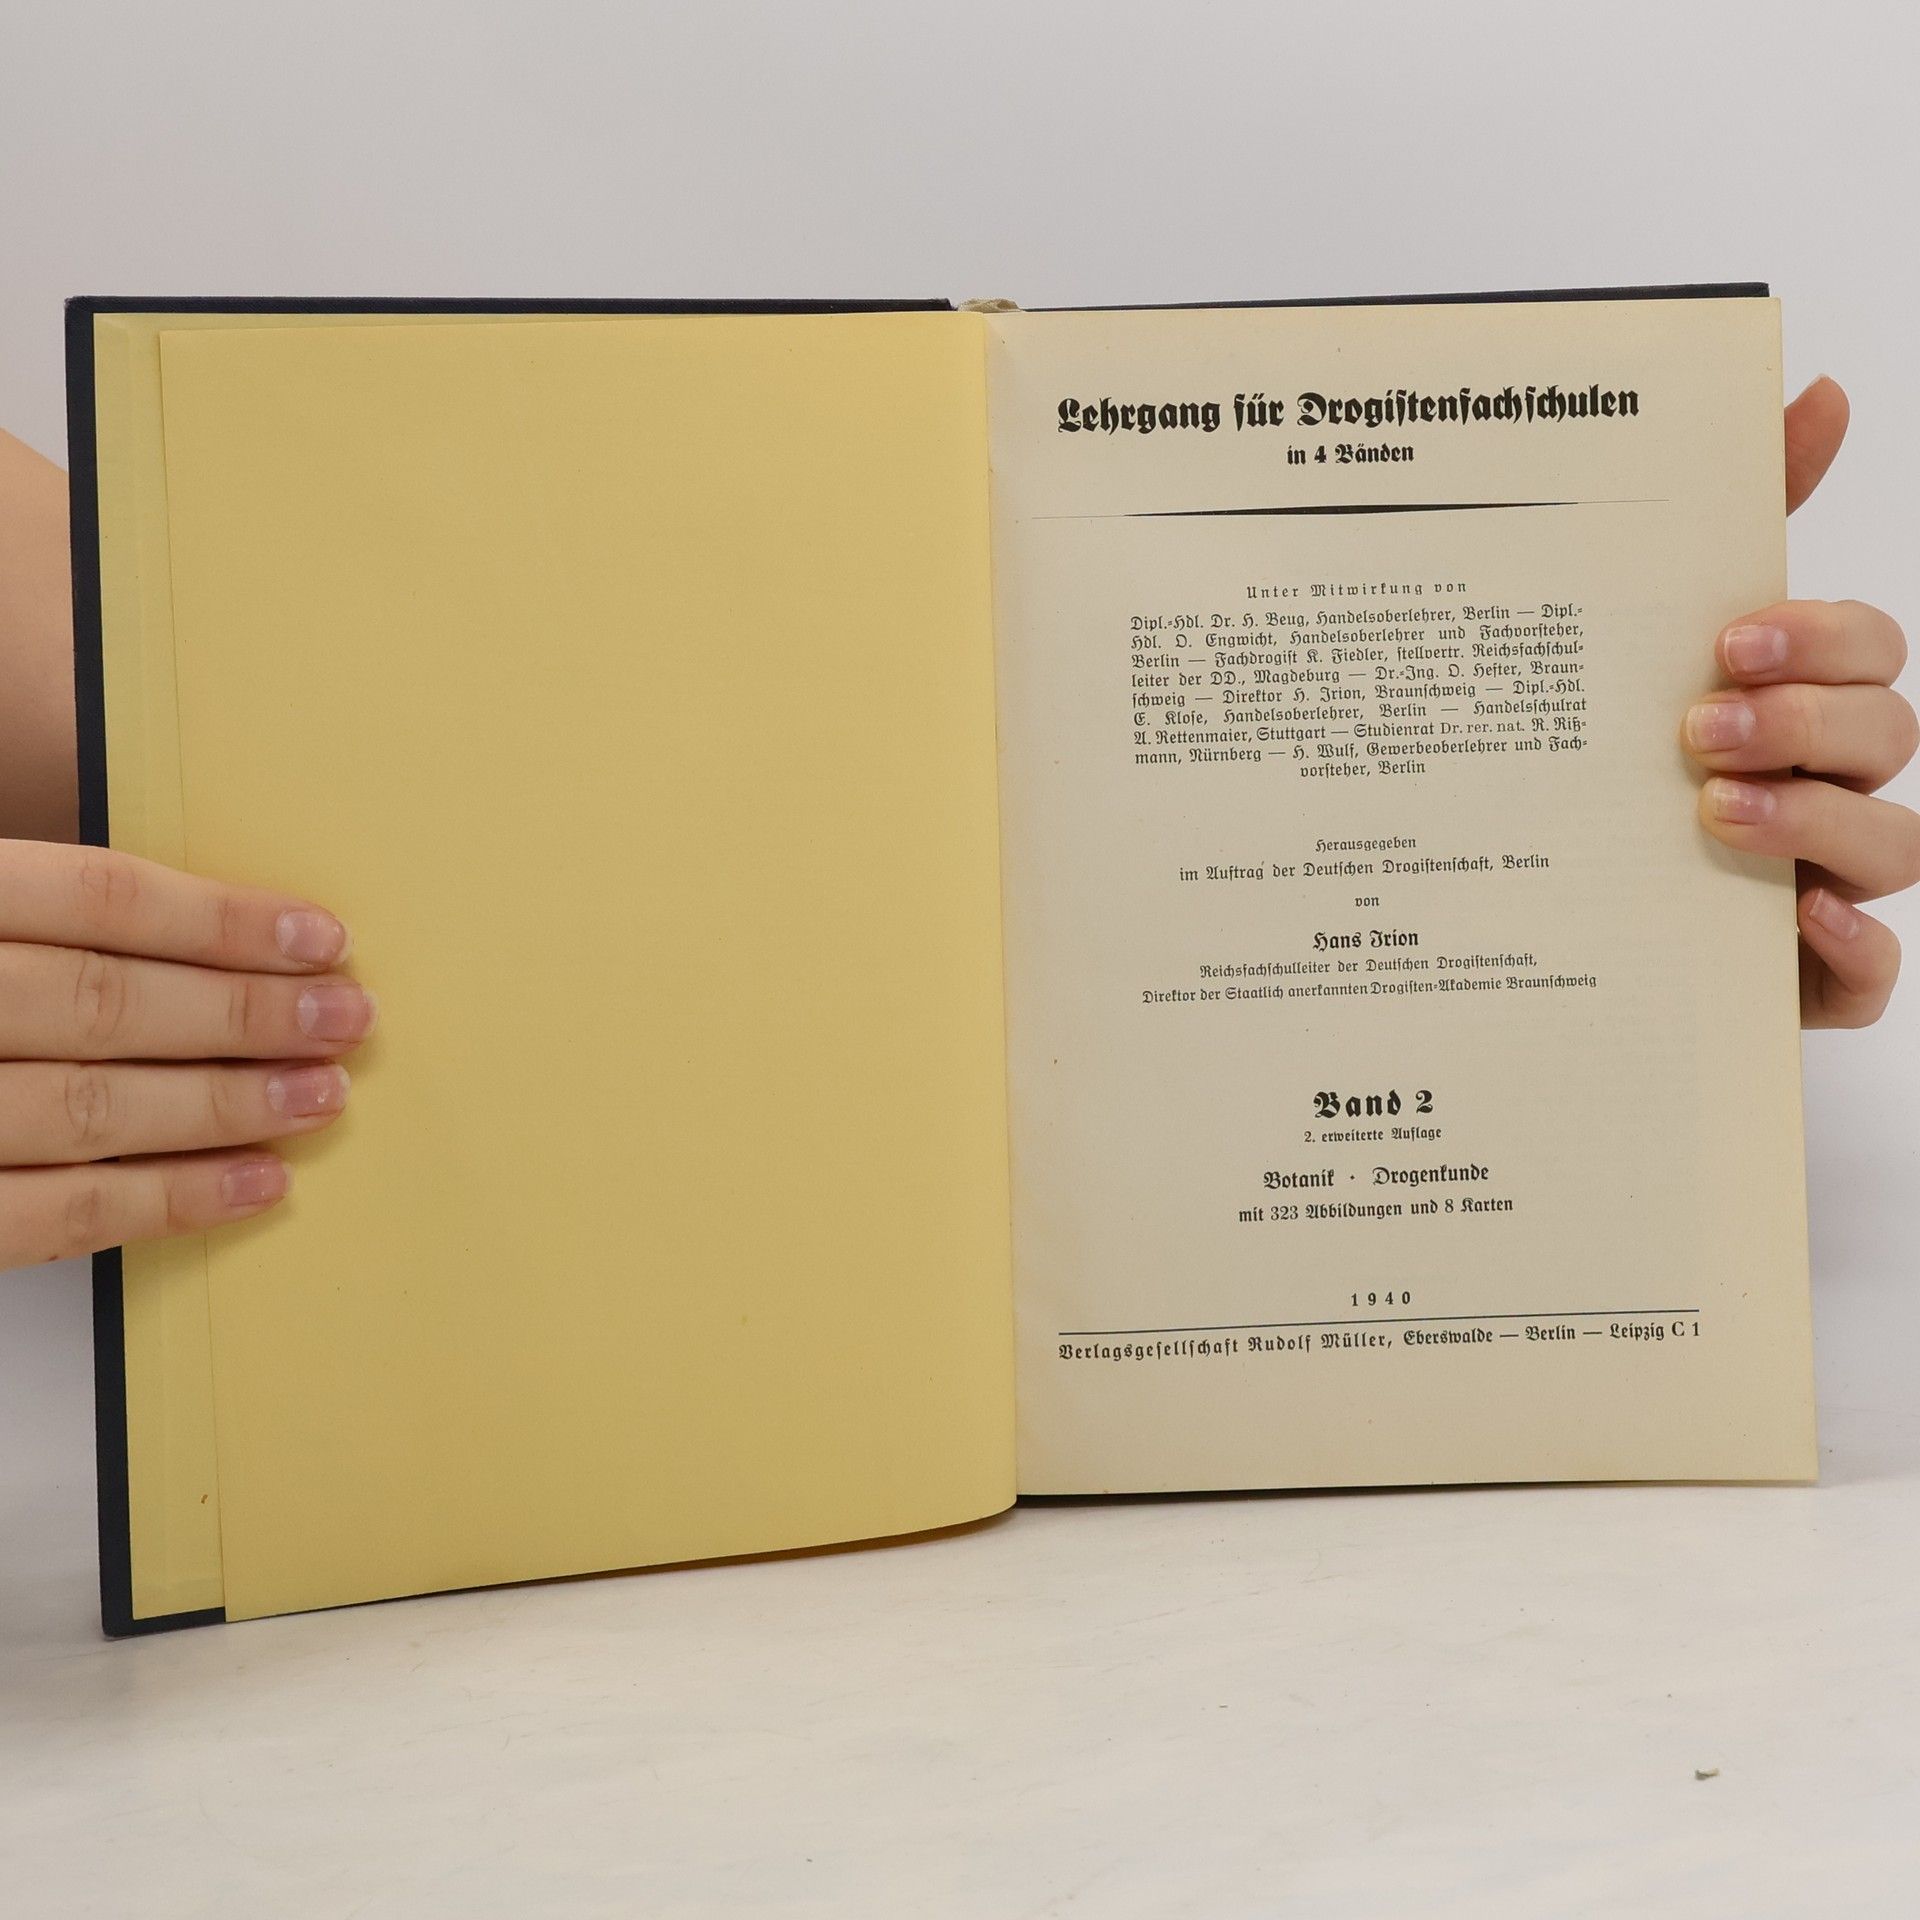 Lehrgang für Drogistenfachschulen
in 4 Bänden
Unter Mitwirkung von
Dipl.-Hdl. Dr. H. Beug, Handelsoberlehrer, Berlin — Dipl.-
Hdl. O. Engwicht, Handelsoberlehrer und Fachvorsteher,
Berlin — Fachdrogist K. Fiedler, stellvertr. Reichsfachschul-
leiter der DD., Magdeburg — Dr.-Ing. O. Hefter, Braun-
schweig — Direktor H. Irion, Braunschweig — Dipl.-Hdl.
E. Klose, Handelsoberlehrer, Berlin — Handelsschulrat
A. Rettenmaier, Stuttgart — Studienrat Dr. rer. nat. R. Riß-
mann, Nürnberg — H. Wulf, Gewerbeoberlehrer und Fach-
vorsteher, Berlin
Herausgegeben
im Auftrag der Deutschen Drogistenschaft, Berlin
von
Hans Irion
Reichsfachschulleiter der Deutschen Drogistenschaft,
Direktor der Staatlich anerkannten Drogisten-Akademie Braunschweig
Band 2
2. erweiterte Auflage
Botanik · Drogenkunde
mit 323 Abbildungen und 8 Karten
1940
Verlagsgesellschaft Rudolf Müller, Eberswalde — Berlin — Leipzig C 1